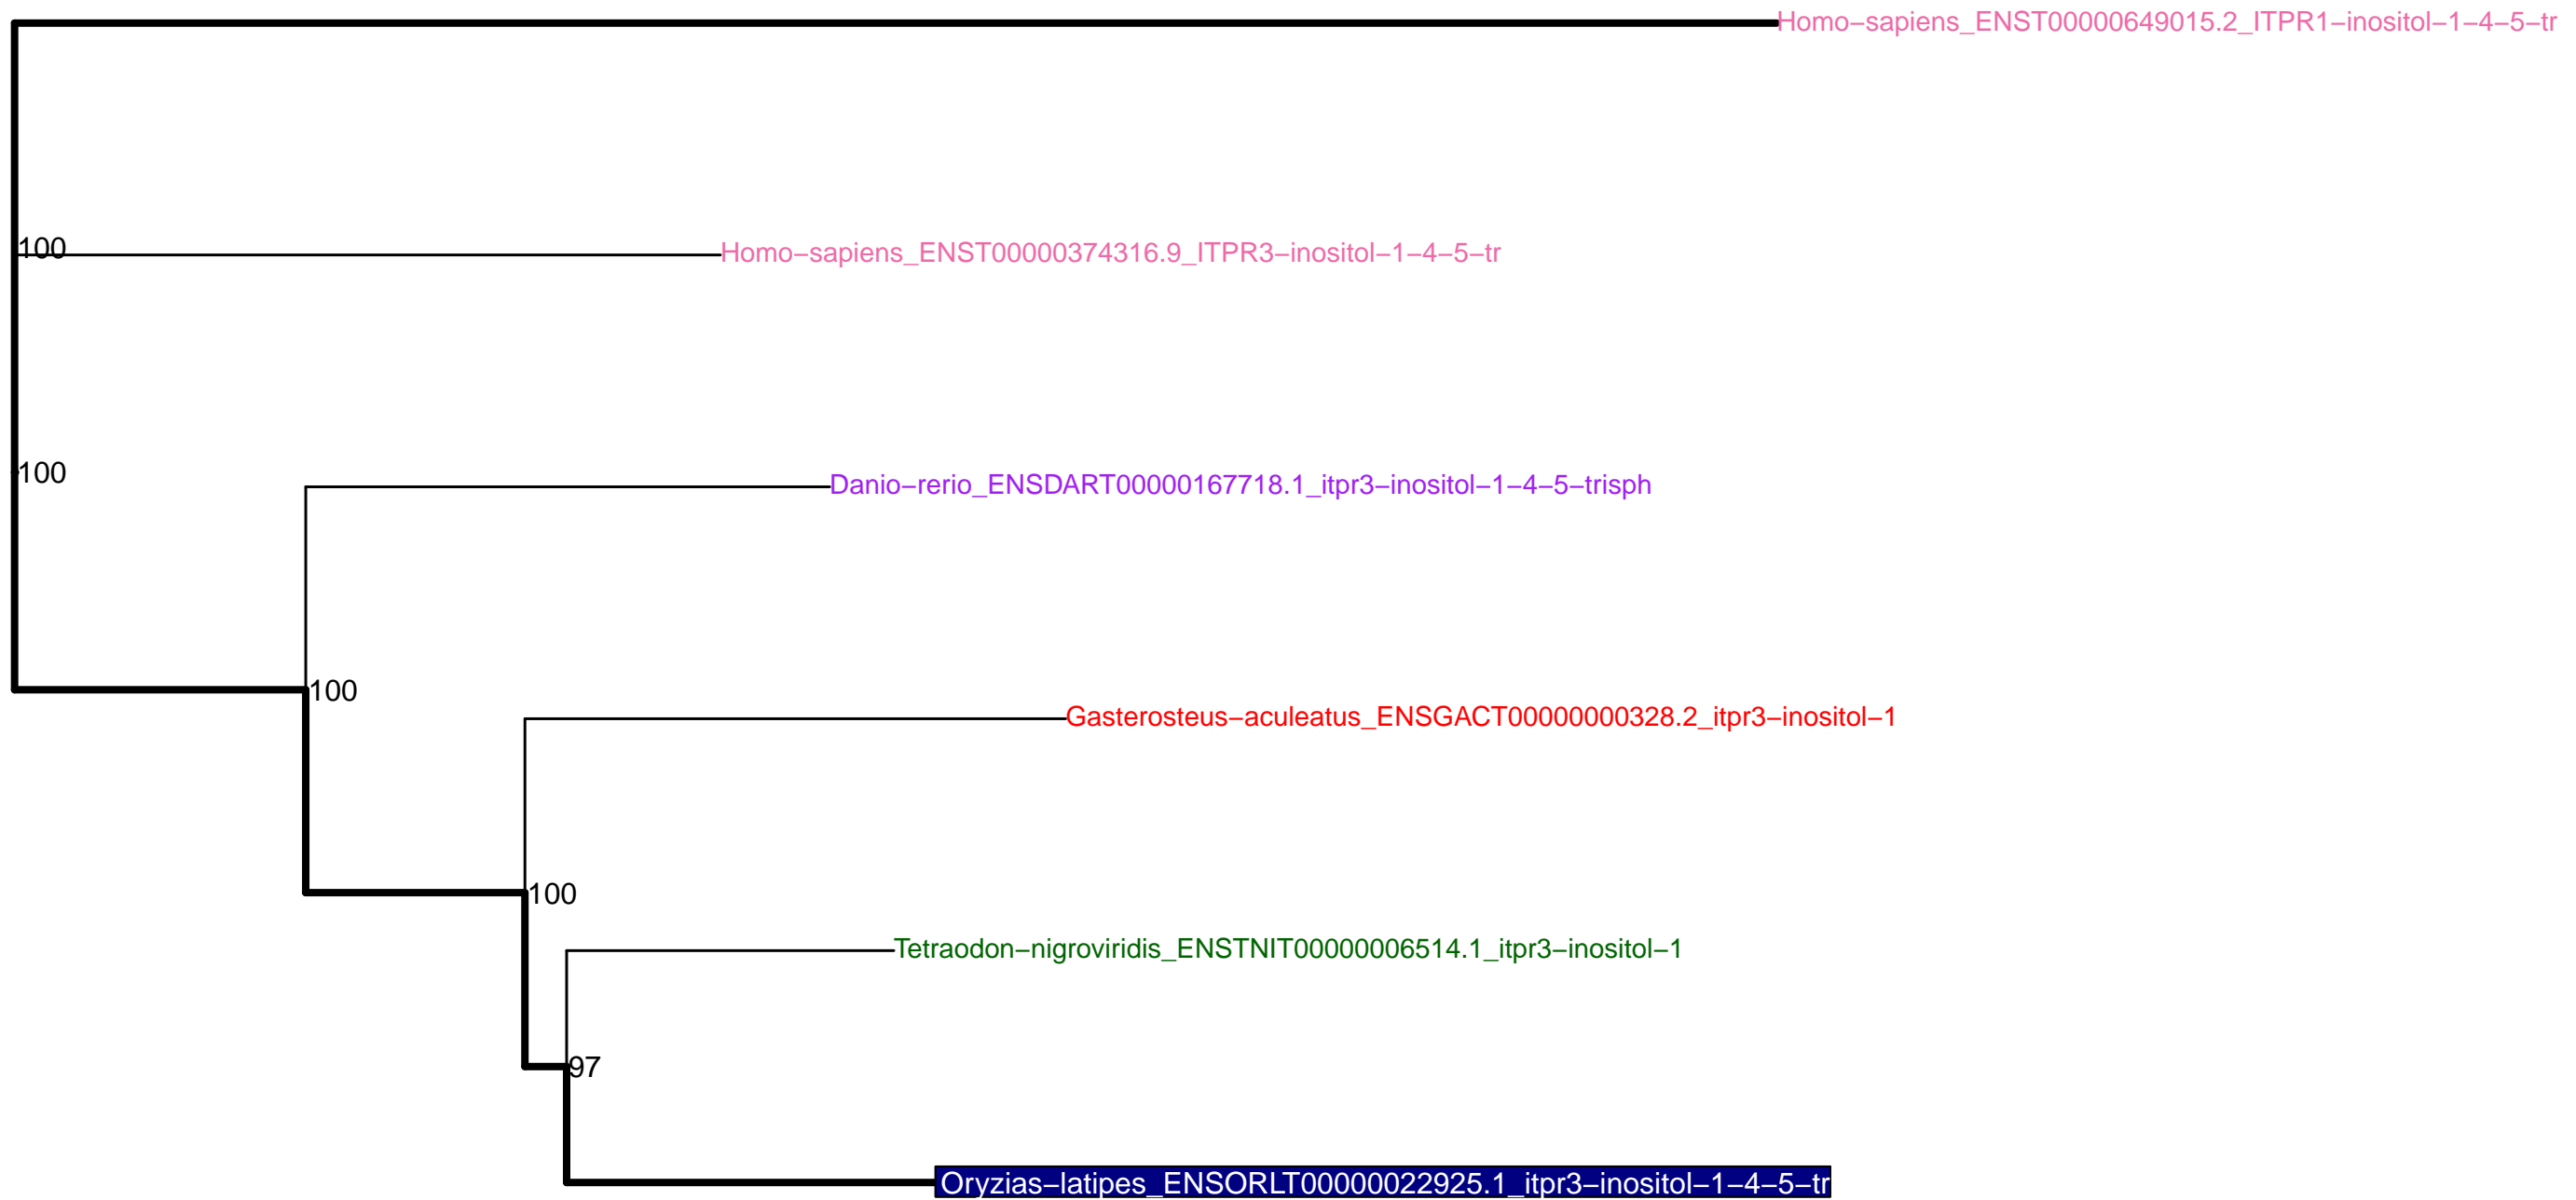 Homo−sapiens_ENST00000649015.2_ITPR1−inositol−1−4−5−tr
100
Homo−sapiens_ENST00000374316.9_ITPR3−inositol−1−4−5−tr
100
Danio−rerio_ENSDART00000167718.1_itpr3−inositol−1−4−5−trisph
100
Gasterosteus−aculeatus_ENSGACT00000000328.2_itpr3−inositol−1
100
Tetraodon−nigroviridis_ENSTNIT00000006514.1_itpr3−inositol−1
97
Oryzias−latipes_ENSORLT00000022925.1_itpr3−inositol−1−4−5−tr